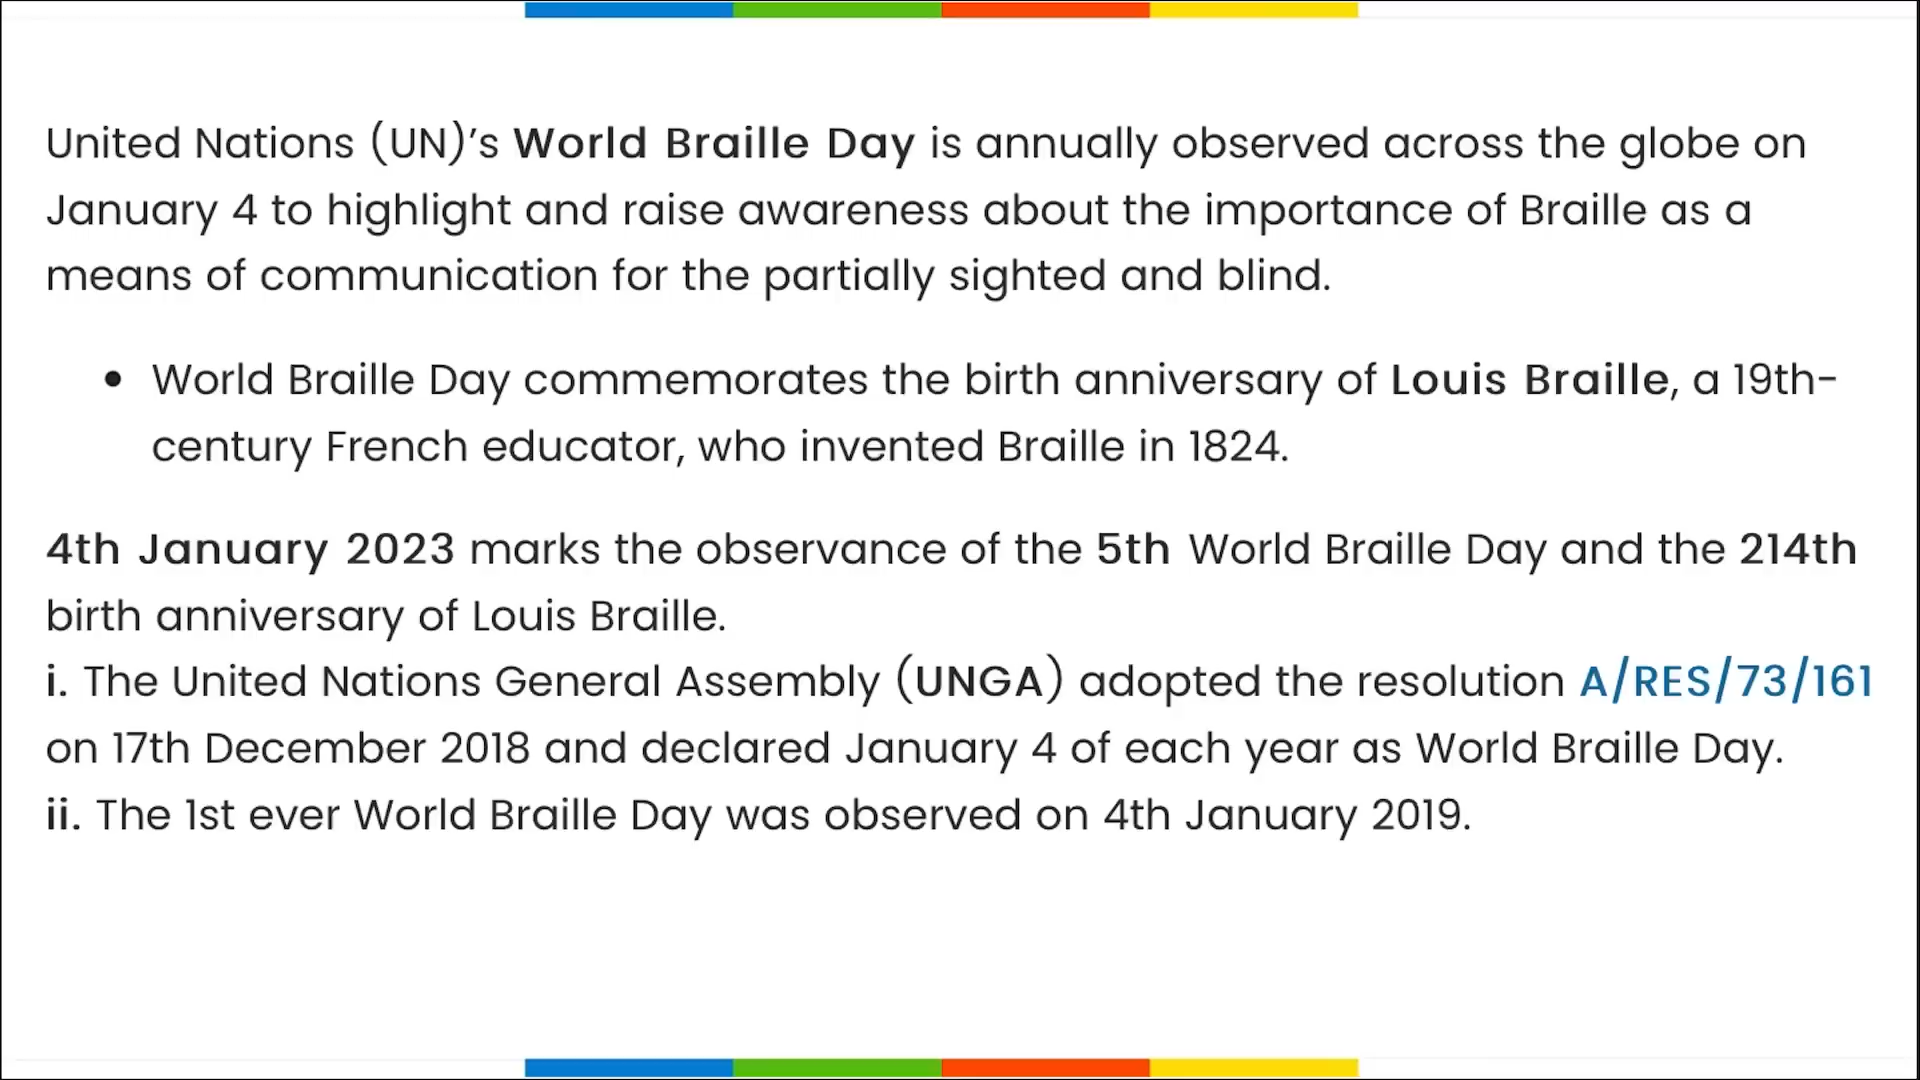 United Nations (UN)’s World Braille Day is annually observed across the globe on
January 4 to highlight and raise awareness about the importance of Braille as a
means of communication for the partially sighted and blind.
• World Braille Day commemorates the birth anniversary of Louis Braille, a 19th-
century French educator, who invented Braille in 1824.
4th January 2023 marks the observance of the 5th World Braille Day and the 214th
birth anniversary of Louis Braille.
i. The United Nations General Assembly (UNGA) adopted the resolution A/RES/73/161
on 17th December 2018 and declared January 4 of each year as World Braille Day.
ii. The 1st ever World Braille Day was observed on 4th January 2019.